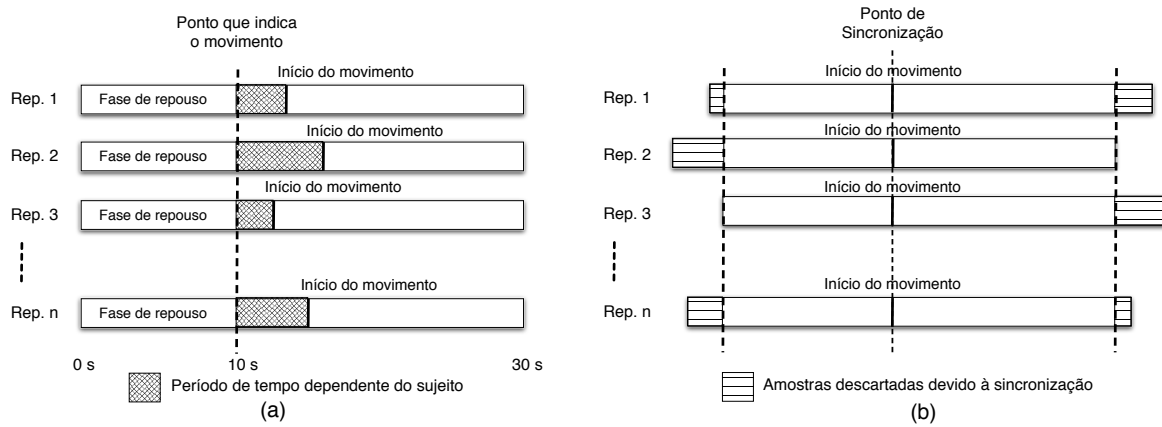 Ponto que indica
o movimento
Início do movimento
Rep. 1
Fase de repouso
Início do movimento
Rep. 2
Fase de repouso
Início do movimento
Rep. 3
Fase de repouso
Início do movimento
Rep. n
Fase de repouso
0 s
10 s
30 s
Período de tempo dependente do sujeito
(a)
Ponto de
Sincronização
Início do movimento
Rep. 1
Início do movimento
Rep. 2
Início do movimento
Rep. 3
Início do movimento
Rep. n
Amostras descartadas devido à sincronização
(b)